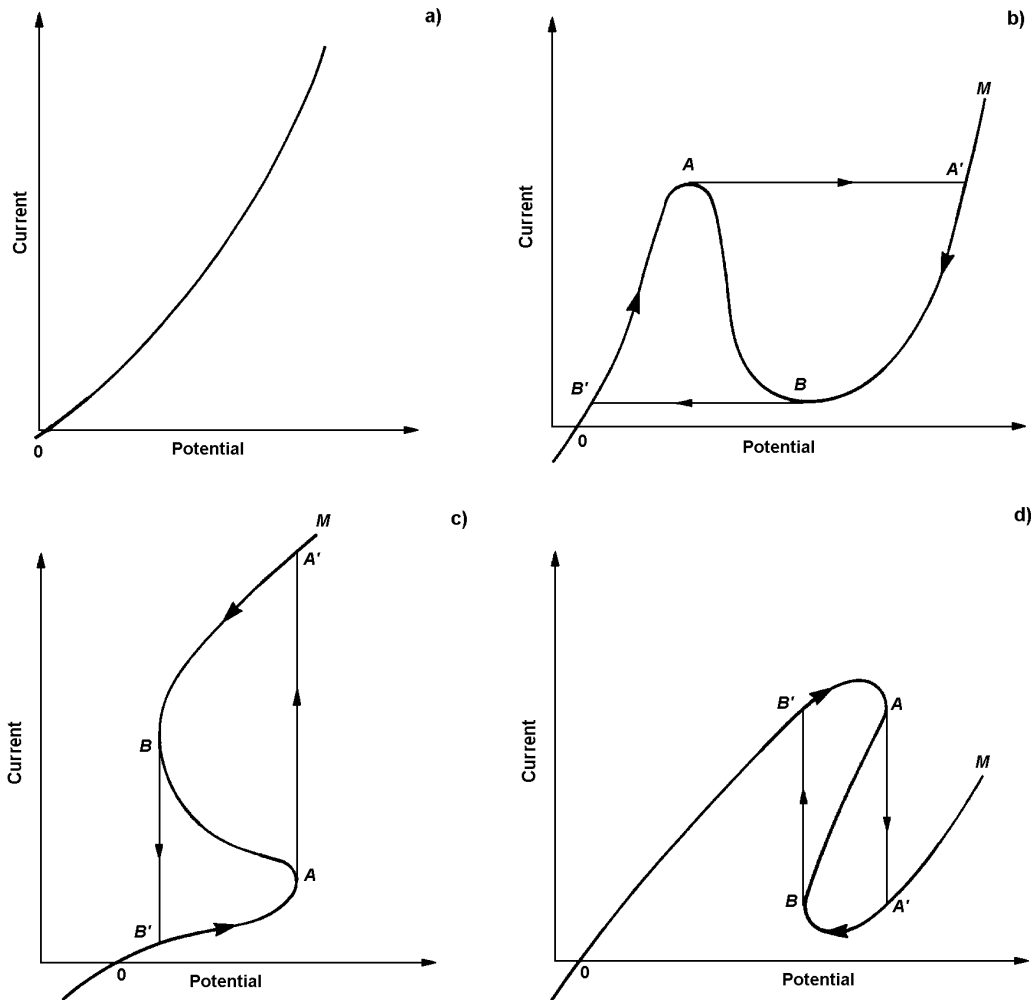 a)
Current
0
Potential
b)
M
A
A'
Current
B'
B
0
Potential
c)
M
A'
Current
B
A
B'
0
Potential
d)
B'
A
M
Current
B
A'
0
Potential